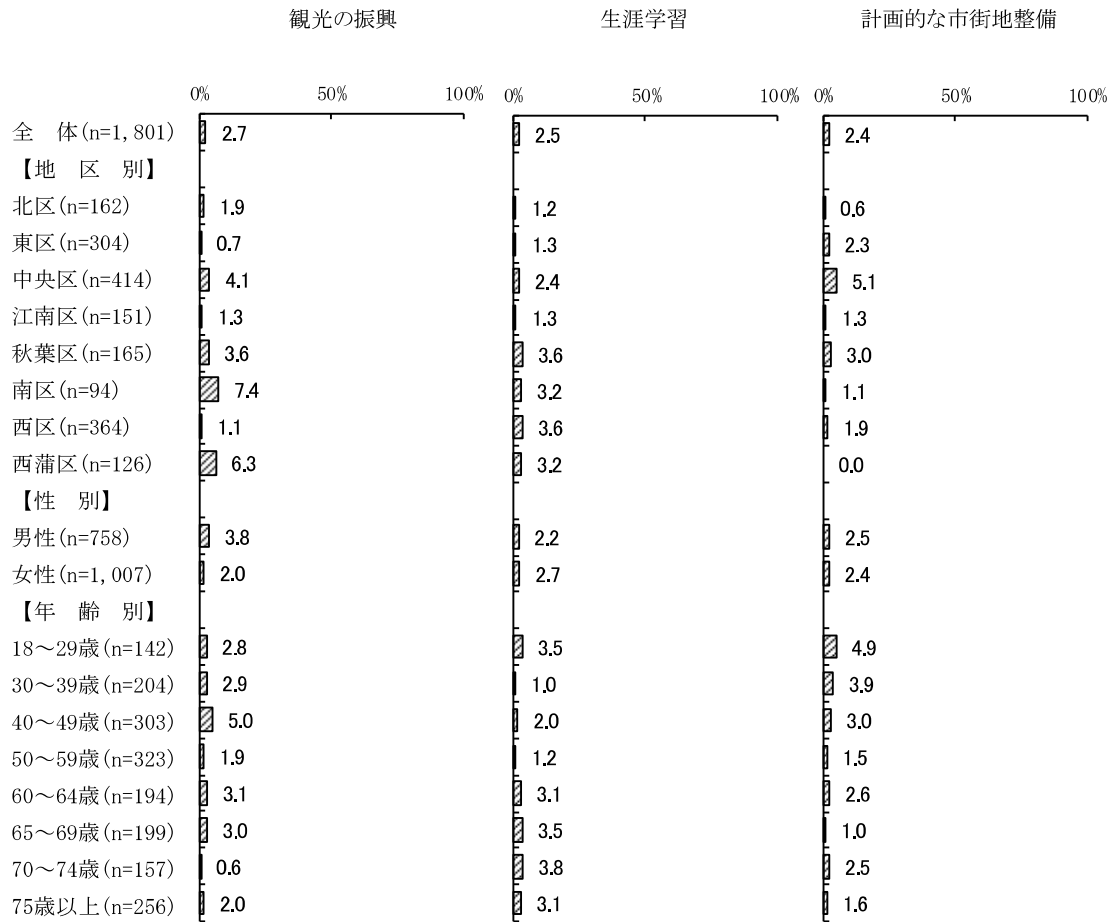 観光の振興 生涯学習 計画的な市街地整備
0% 50% 100% 0% 50% 100% 0% 50% 100%
全　体(n=1,801) 2.7 2.5 2.4
【地　区　別】
北区(n=162) 1.9 1.2 0.6
東区(n=304) 0.7 1.3 2.3
中央区(n=414) 4.1 2.4 5.1
江南区(n=151) 1.3 1.3 1.3
秋葉区(n=165) 3.6 3.6 3.0
南区(n=94) 7.4 3.2 1.1
西区(n=364) 1.1 3.6 1.9
西蒲区(n=126) 6.3 3.2 0.0
【性　別】
男性(n=758) 3.8 2.2 2.5
女性(n=1,007) 2.0 2.7 2.4
【年　齢　別】
18～29歳(n=142) 2.8 3.5 4.9
30～39歳(n=204) 2.9 1.0 3.9
40～49歳(n=303) 5.0 2.0 3.0
50～59歳(n=323) 1.9 1.2 1.5
60～64歳(n=194) 3.1 3.1 2.6
65～69歳(n=199) 3.0 3.5 1.0
70～74歳(n=157) 0.6 3.8 2.5
75歳以上(n=256) 2.0 3.1 1.6